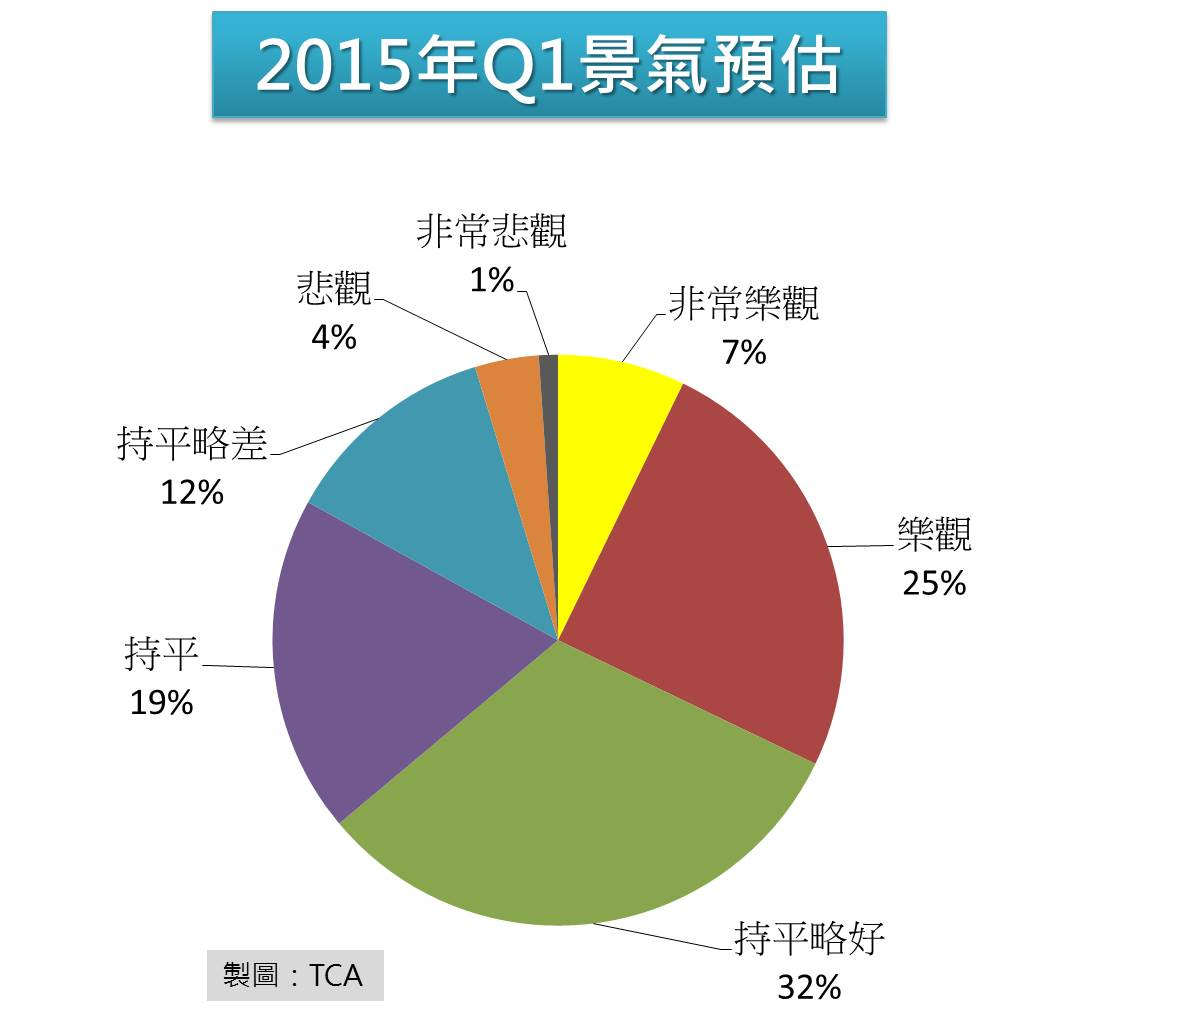 2015年Q1景氣預估
非常悲觀
1%
悲觀
4%
非常樂觀
7%
持平略差
12%
樂觀
25%
持平
19%
持平略好
32%
製圖：TCA